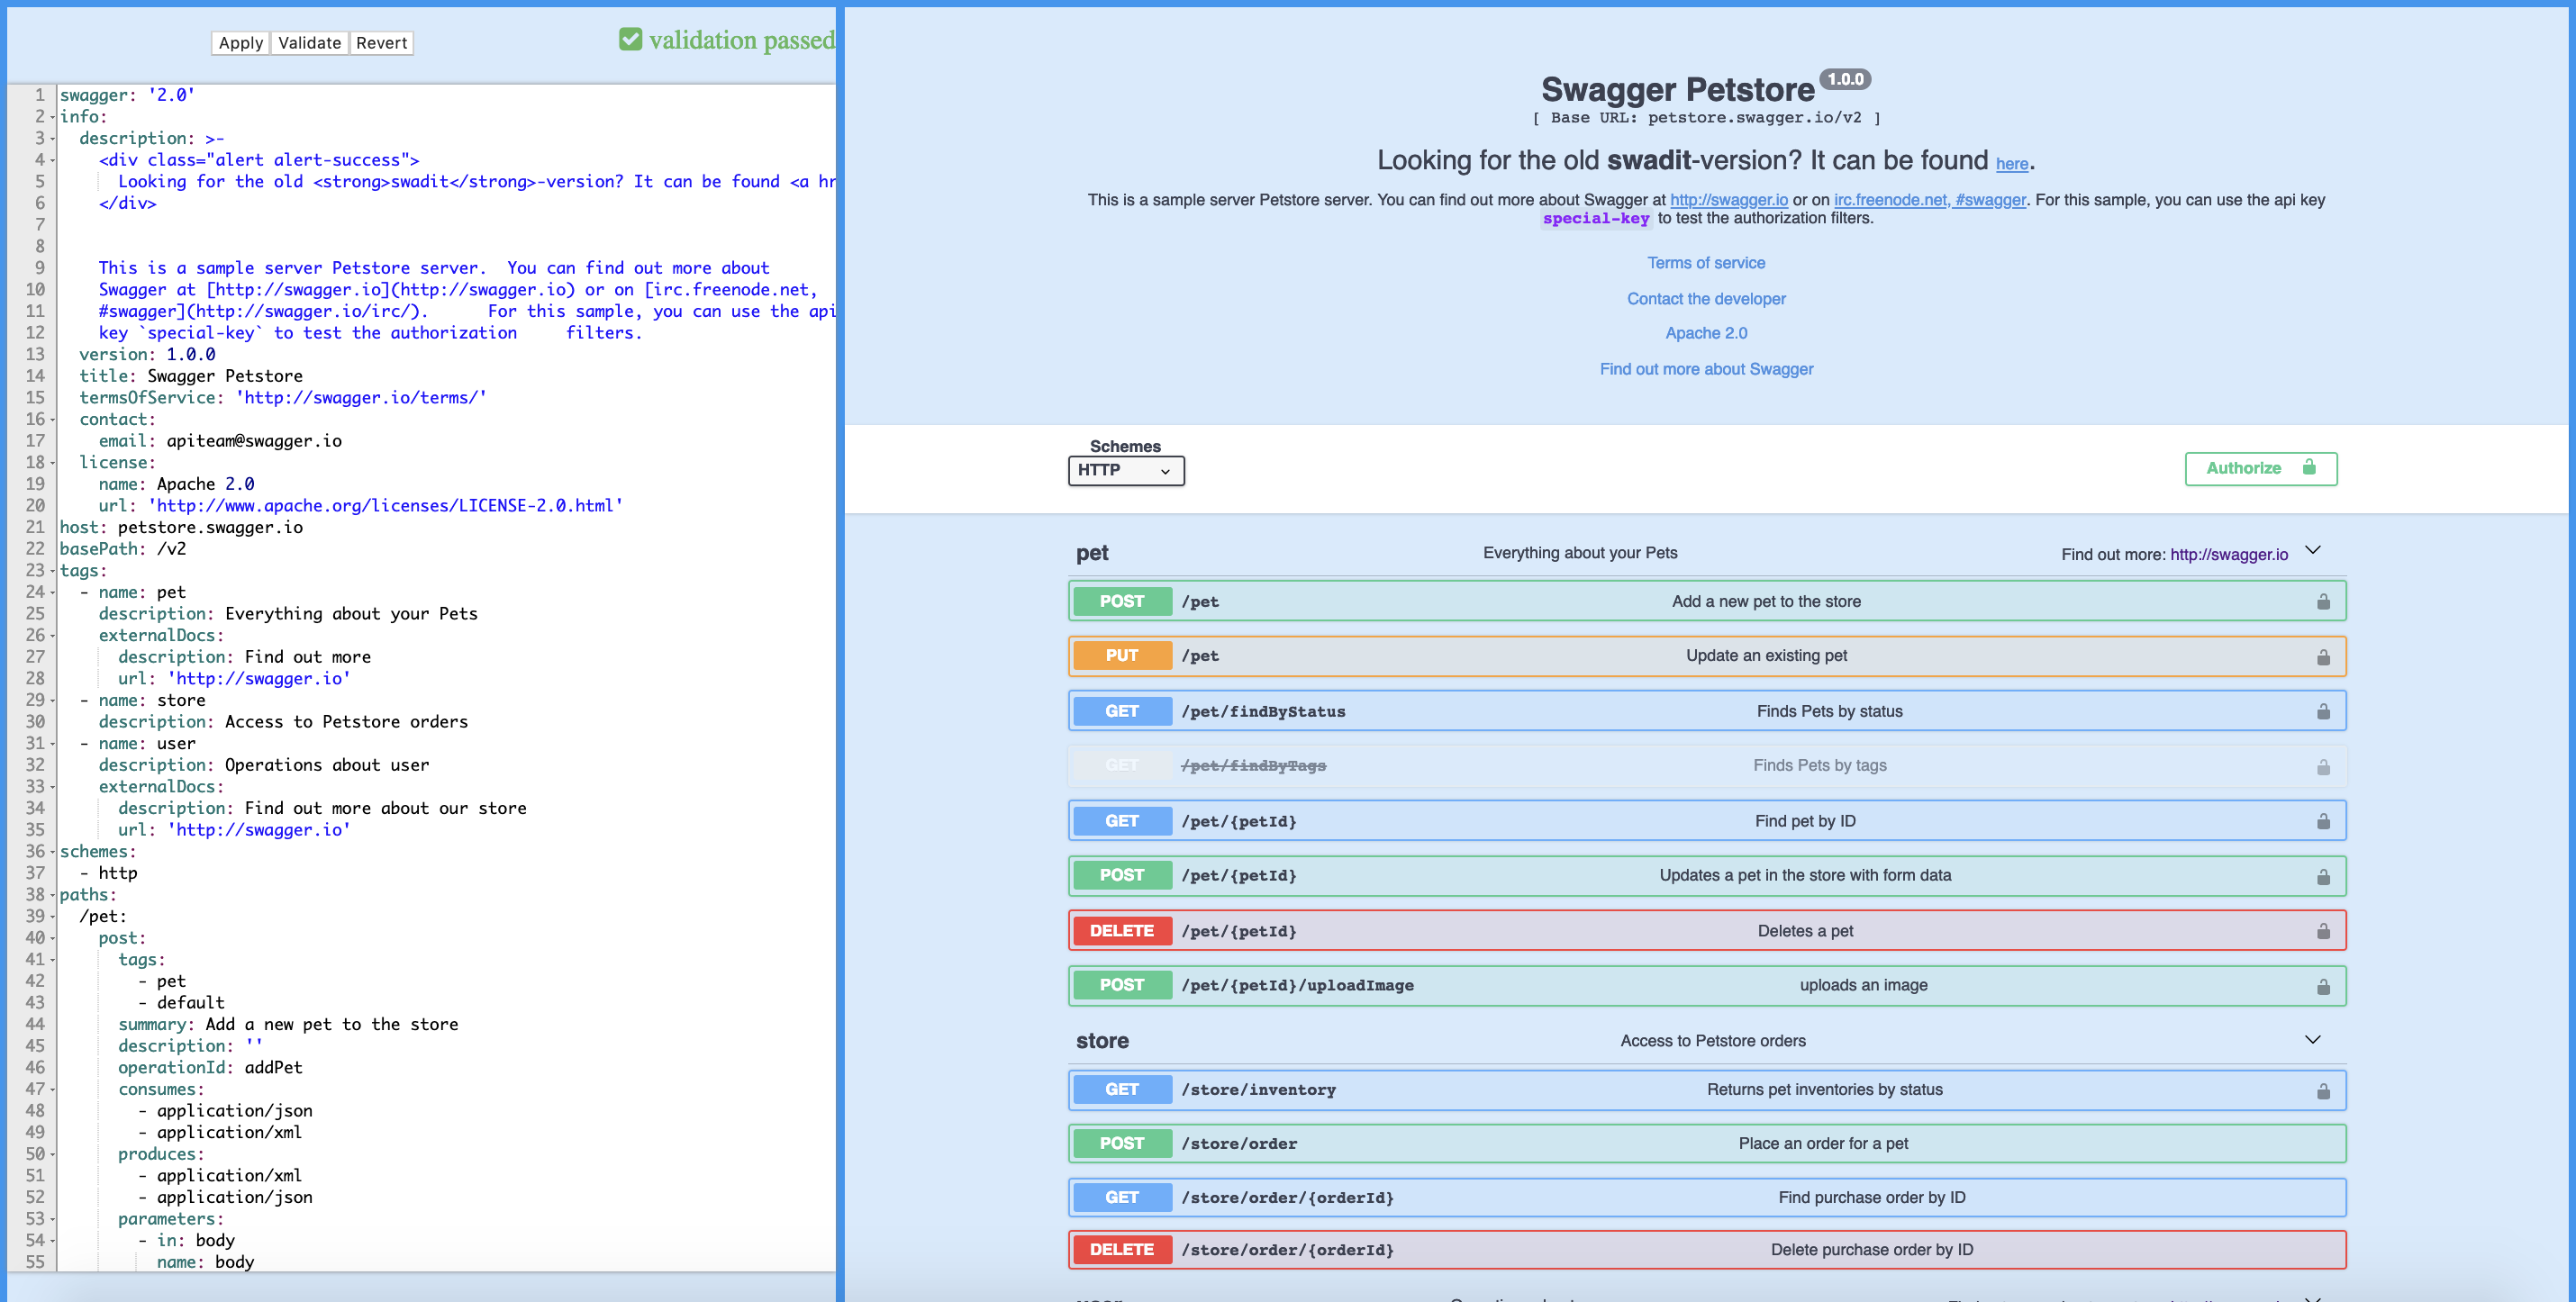 Apply Validate Revert
validation passed
1 swagger: '2.0'
2 info:
3 description: >-
4 <div class="alert alert-success">
5 Looking for the old <strong>swadit</strong>-version? It can be found <a hr
6 </div>
7
8
9 This is a sample server Petstore server.  You can find out more about
10 Swagger at [http://swagger.io](http://swagger.io) or on [irc.freenode.net,
11 #swagger](http://swagger.io/irc/).      For this sample, you can use the api
12 key `special-key` to test the authorization     filters.
13 version: 1.0.0
14 title: Swagger Petstore
15 termsOfService: 'http://swagger.io/terms/'
16 contact:
17 email: apiteam@swagger.io
18 license:
19 name: Apache 2.0
20 url: 'http://www.apache.org/licenses/LICENSE-2.0.html'
21 host: petstore.swagger.io
22 basePath: /v2
23 tags:
24 - name: pet
25 description: Everything about your Pets
26 externalDocs:
27 description: Find out more
28 url: 'http://swagger.io'
29 - name: store
30 description: Access to Petstore orders
31 - name: user
32 description: Operations about user
33 externalDocs:
34 description: Find out more about our store
35 url: 'http://swagger.io'
36 schemes:
37 - http
38 paths:
39 /pet:
40 post:
41 tags:
42 - pet
43 - default
44 summary: Add a new pet to the store
45 description: ''
46 operationId: addPet
47 consumes:
48 - application/json
49 - application/xml
50 produces:
51 - application/xml
52 - application/json
53 parameters:
54 - in: body
55 name: body
Swagger Petstore 1.0.0
[ Base URL: petstore.swagger.io/v2 ]
Looking for the old swadit-version? It can be found here.
This is a sample server Petstore server. You can find out more about Swagger at http://swagger.io or on irc.freenode.net, #swagger. For this sample, you can use the api key
special-key to test the authorization filters.
Terms of service
Contact the developer
Apache 2.0
Find out more about Swagger
Schemes
HTTP
Authorize
pet Everything about your Pets Find out more: http://swagger.io
POST /pet Add a new pet to the store
PUT /pet Update an existing pet
GET /pet/findByStatus Finds Pets by status
GET /pet/findByTags Finds Pets by tags
GET /pet/{petId} Find pet by ID
POST /pet/{petId} Updates a pet in the store with form data
DELETE /pet/{petId} Deletes a pet
POST /pet/{petId}/uploadImage uploads an image
store Access to Petstore orders
GET /store/inventory Returns pet inventories by status
POST /store/order Place an order for a pet
GET /store/order/{orderId} Find purchase order by ID
DELETE /store/order/{orderId} Delete purchase order by ID